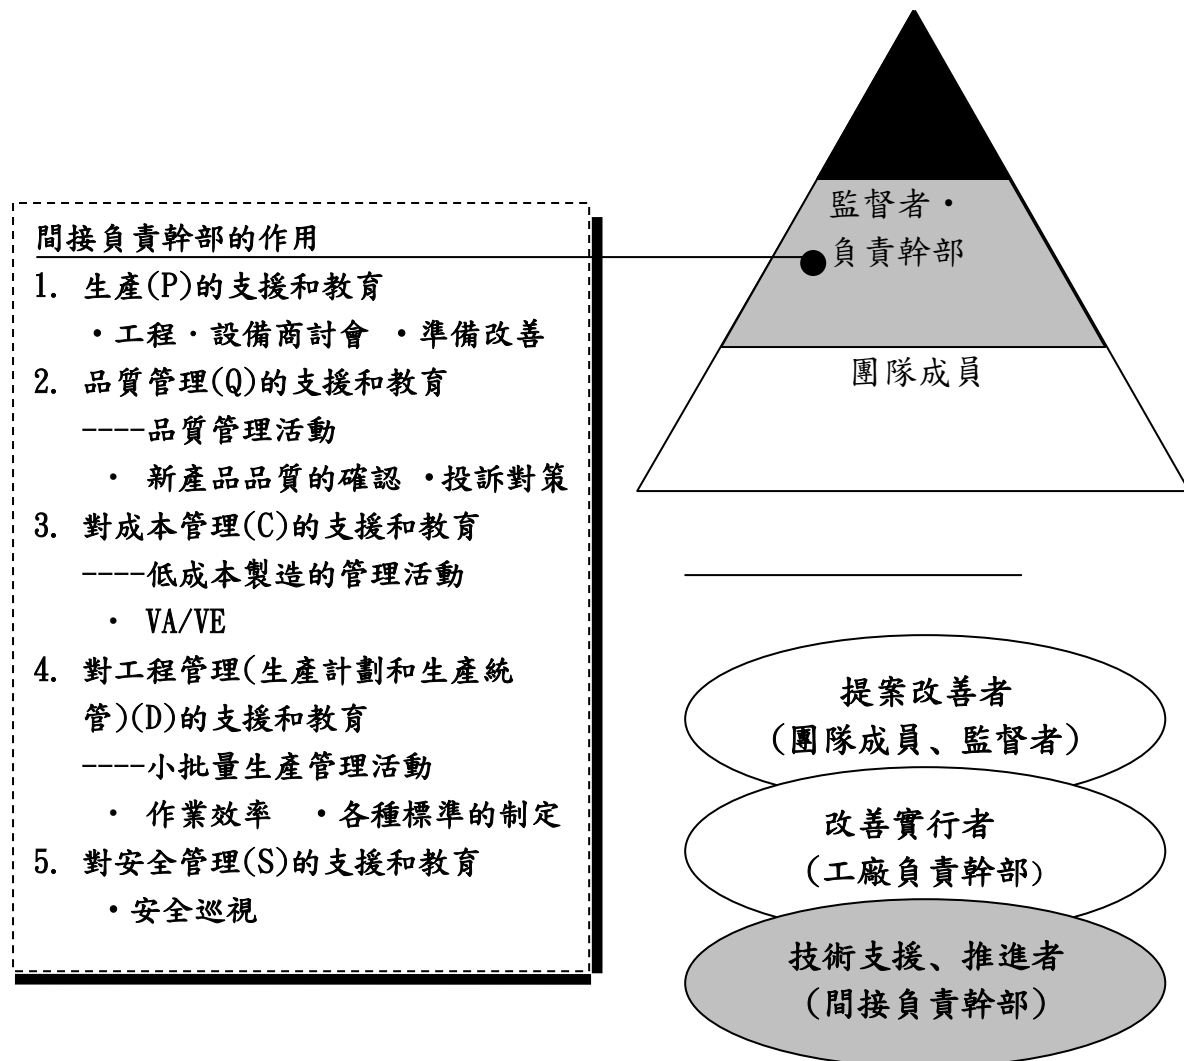 間接負責幹部的作用
1. 生產(P)的支援和教育
・工程・設備商討會 ・準備改善
2. 品質管理(Q)的支援和教育
----品質管理活動
・ 新產品品質的確認 ・投訴對策
3. 對成本管理(C)的支援和教育
----低成本製造的管理活動
・ VA/VE
4. 對工程管理(生產計劃和生產統
管)(D)的支援和教育
----小批量生產管理活動
・ 作業效率 ・各種標準的制定
5. 對安全管理(S)的支援和教育
・安全巡視
監督者・
負責幹部
團隊成員
提案改善者
(團隊成員、監督者)
改善實行者
(工廠負責幹部)
技術支援、推進者
(間接負責幹部)